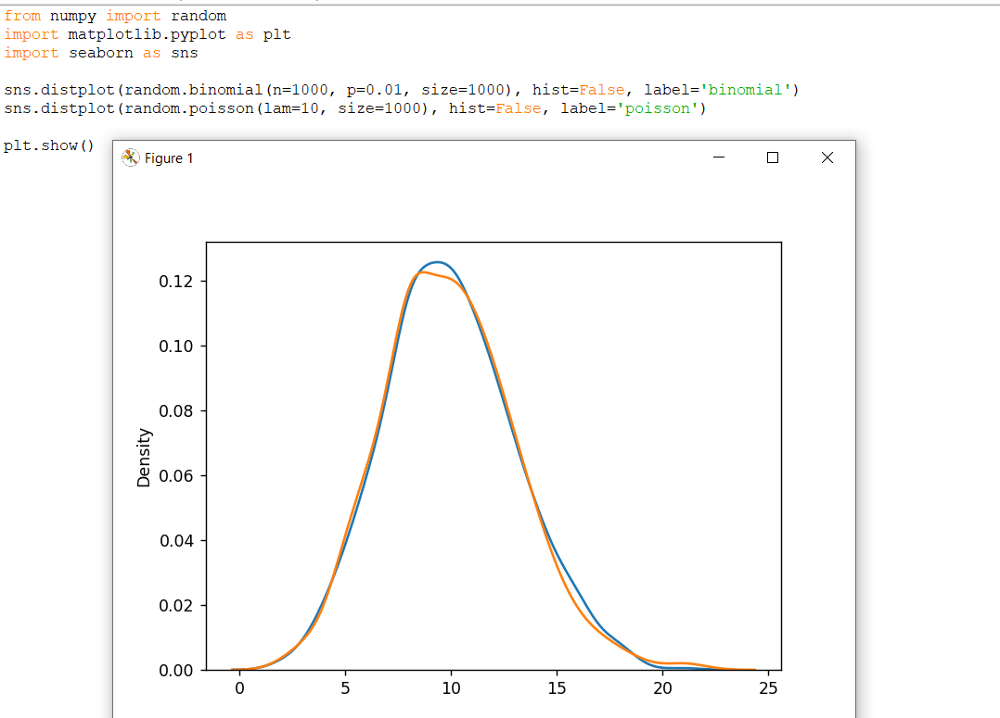 from numpy import random
import matplotlib.pyplot as plt
import seaborn as sns
sns.distplot(random.binomial(n=1000, p=0.01, size=1000), hist=False, label='binomial')
sns.distplot(random.poisson(lam=10, size=1000), hist=False, label='poisson')
plt.show()
Figure 1
0.12
0.10
0.08
0.06
0.04
0.02
0.00
Density
0 5 10 15 20 25